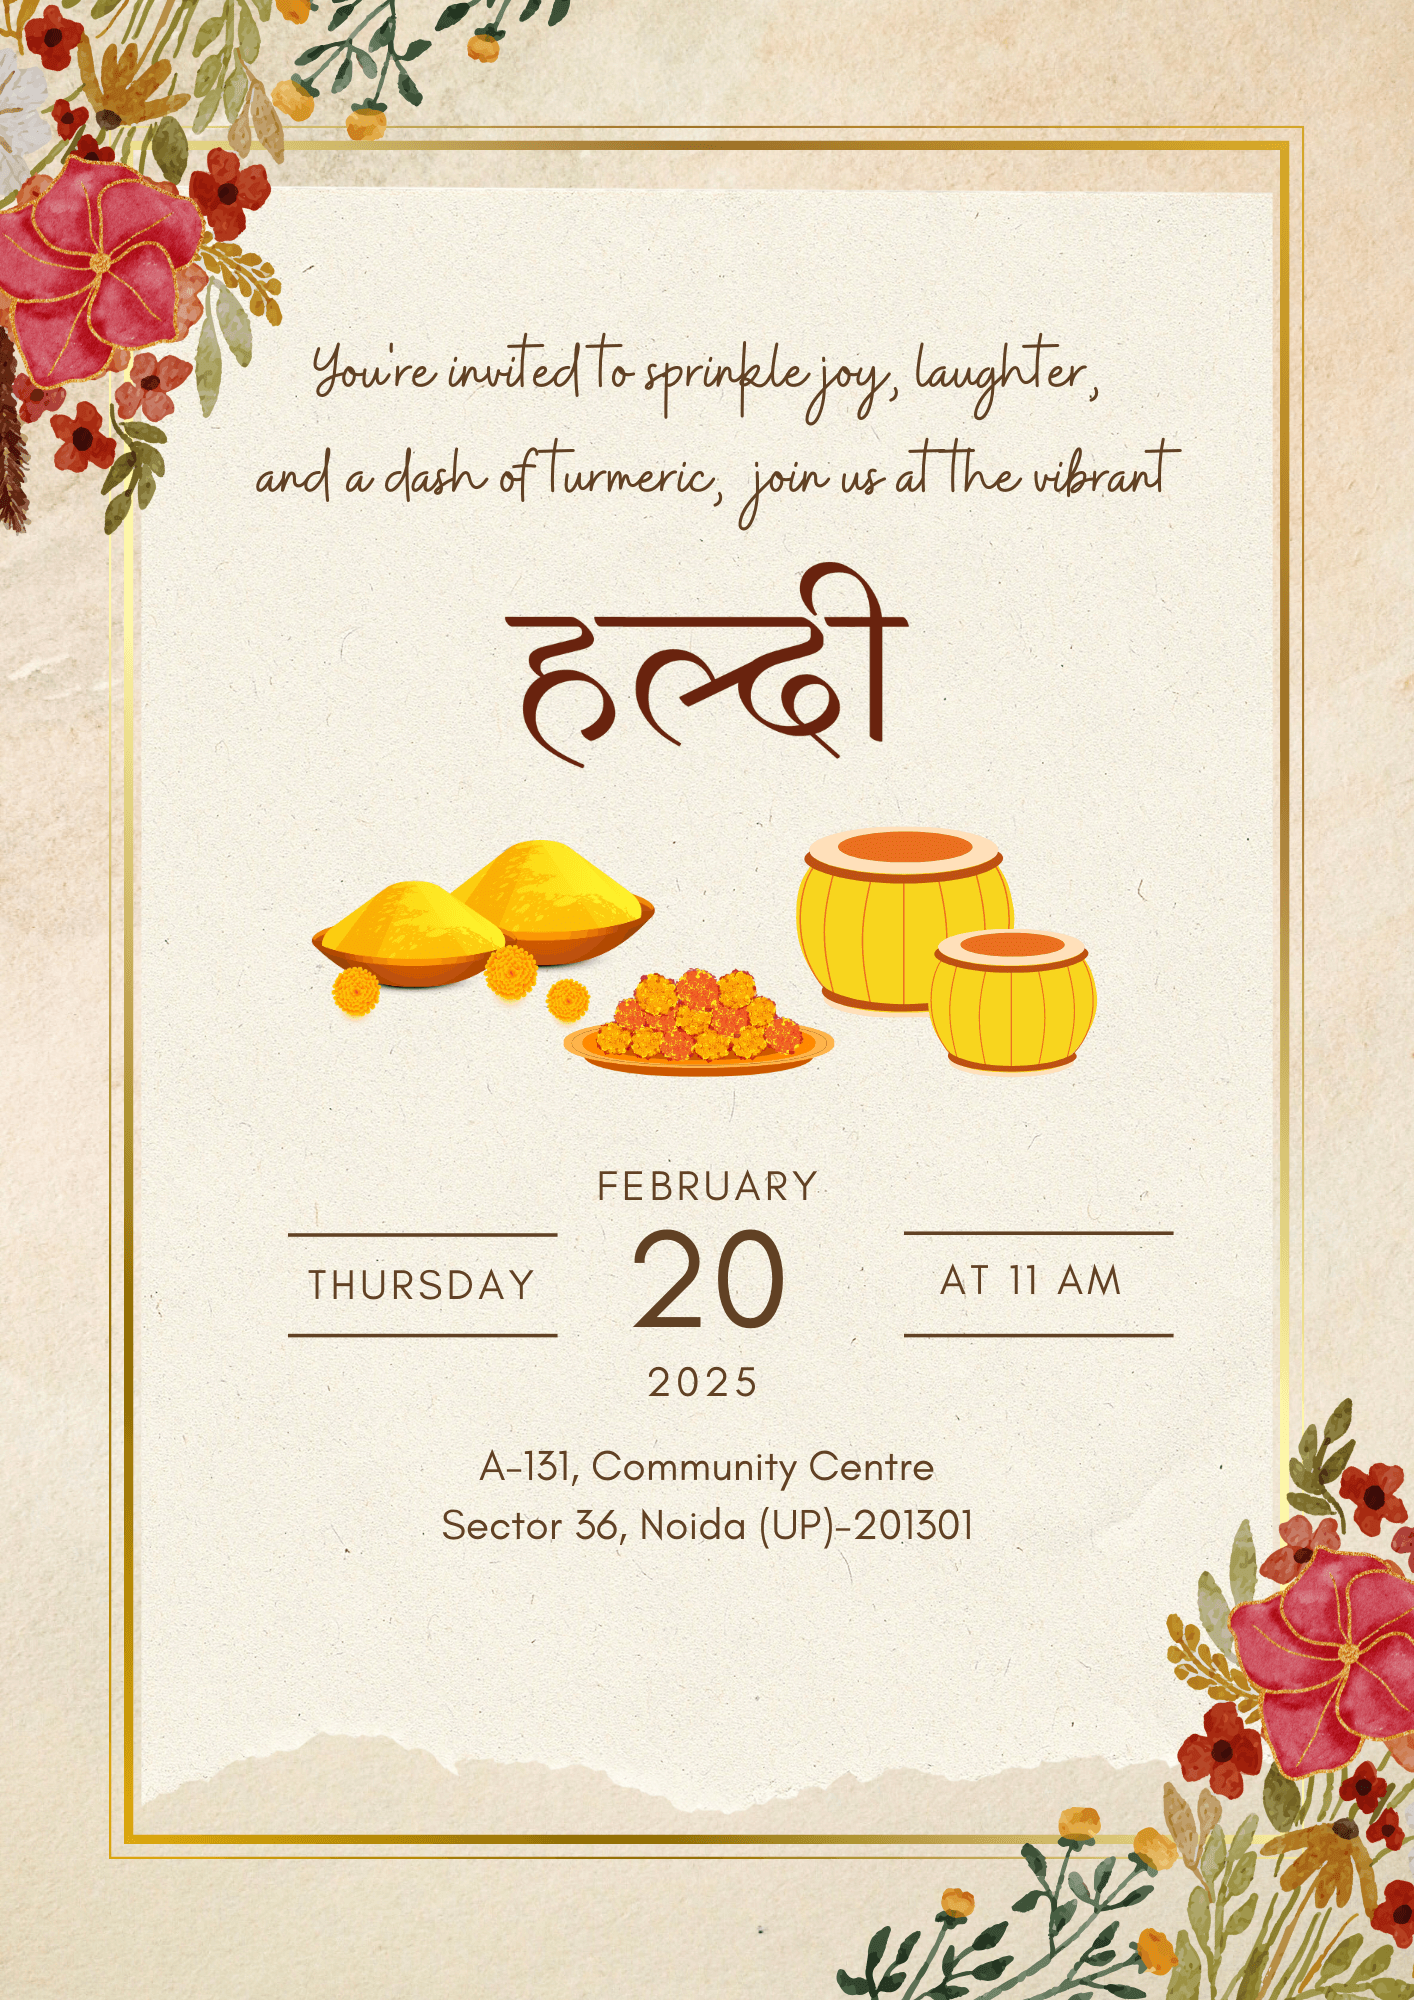 You're invited to sprinkle joy, laughter,
and a dash of turmeric, join us at the vibrant
हल्दी
FEBRUARY
THURSDAY
20
AT 11 AM
2025
A-131, Community Centre
Sector 36, Noida (UP)-201301